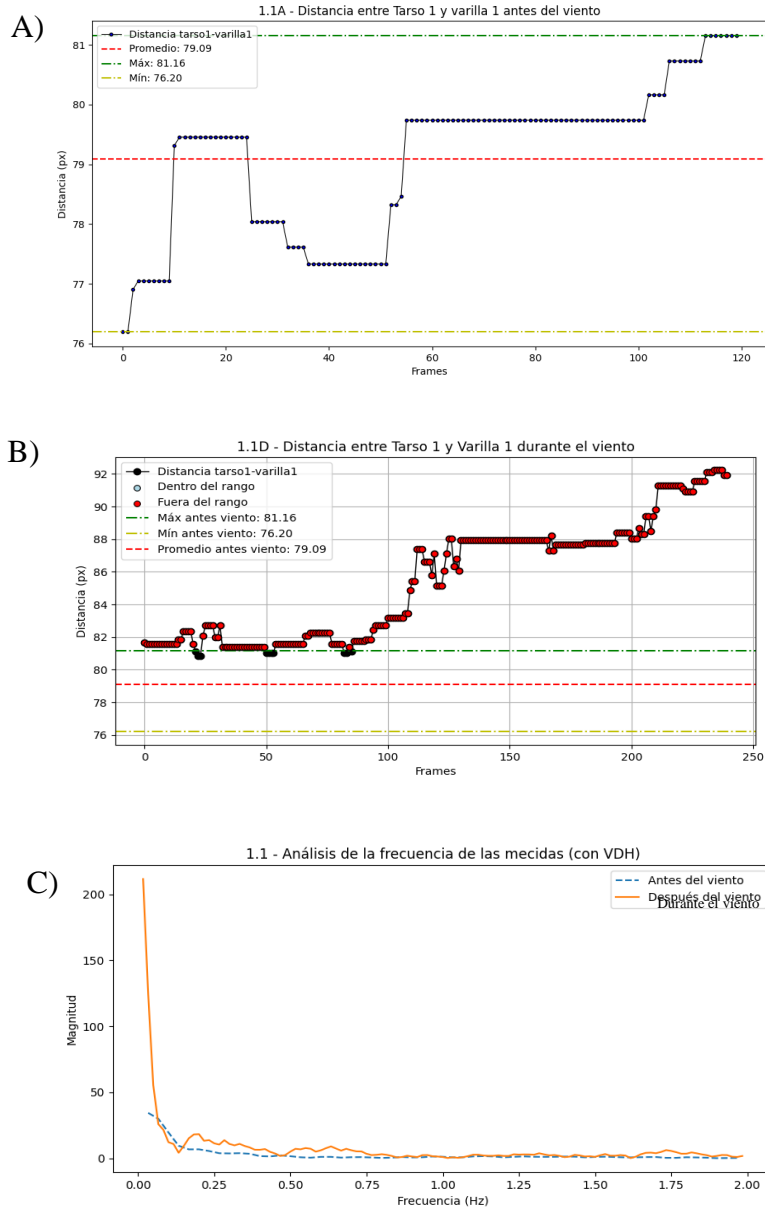 A)
1.1A - Distancia entre Tarso 1 y varilla 1 antes del viento
Distancia tarso1-varilla1
Promedio: 79.09
Máx: 81.16
Mín: 76.20
81
80
79
78
77
76
Distancia (px)
0 20 40 60 80 100 120
Frames
B)
1.1D - Distancia entre Tarso 1 y Varilla 1 durante el viento
Distancia tarso1-varilla1
Dentro del rango
Fuera del rango
Máx antes viento: 81.16
Mín antes viento: 76.20
Promedio antes viento: 79.09
92
90
88
86
84
82
80
78
76
Distancia (px)
0 50 100 150 200 250
Frames
C)
1.1 - Análisis de la frecuencia de las mecidas (con VDH)
Antes del viento
Después del viento
Durante el viento
200
150
100
50
0
Magnitud
0.00 0.25 0.50 0.75 1.00 1.25 1.50 1.75 2.00
Frecuencia (Hz)